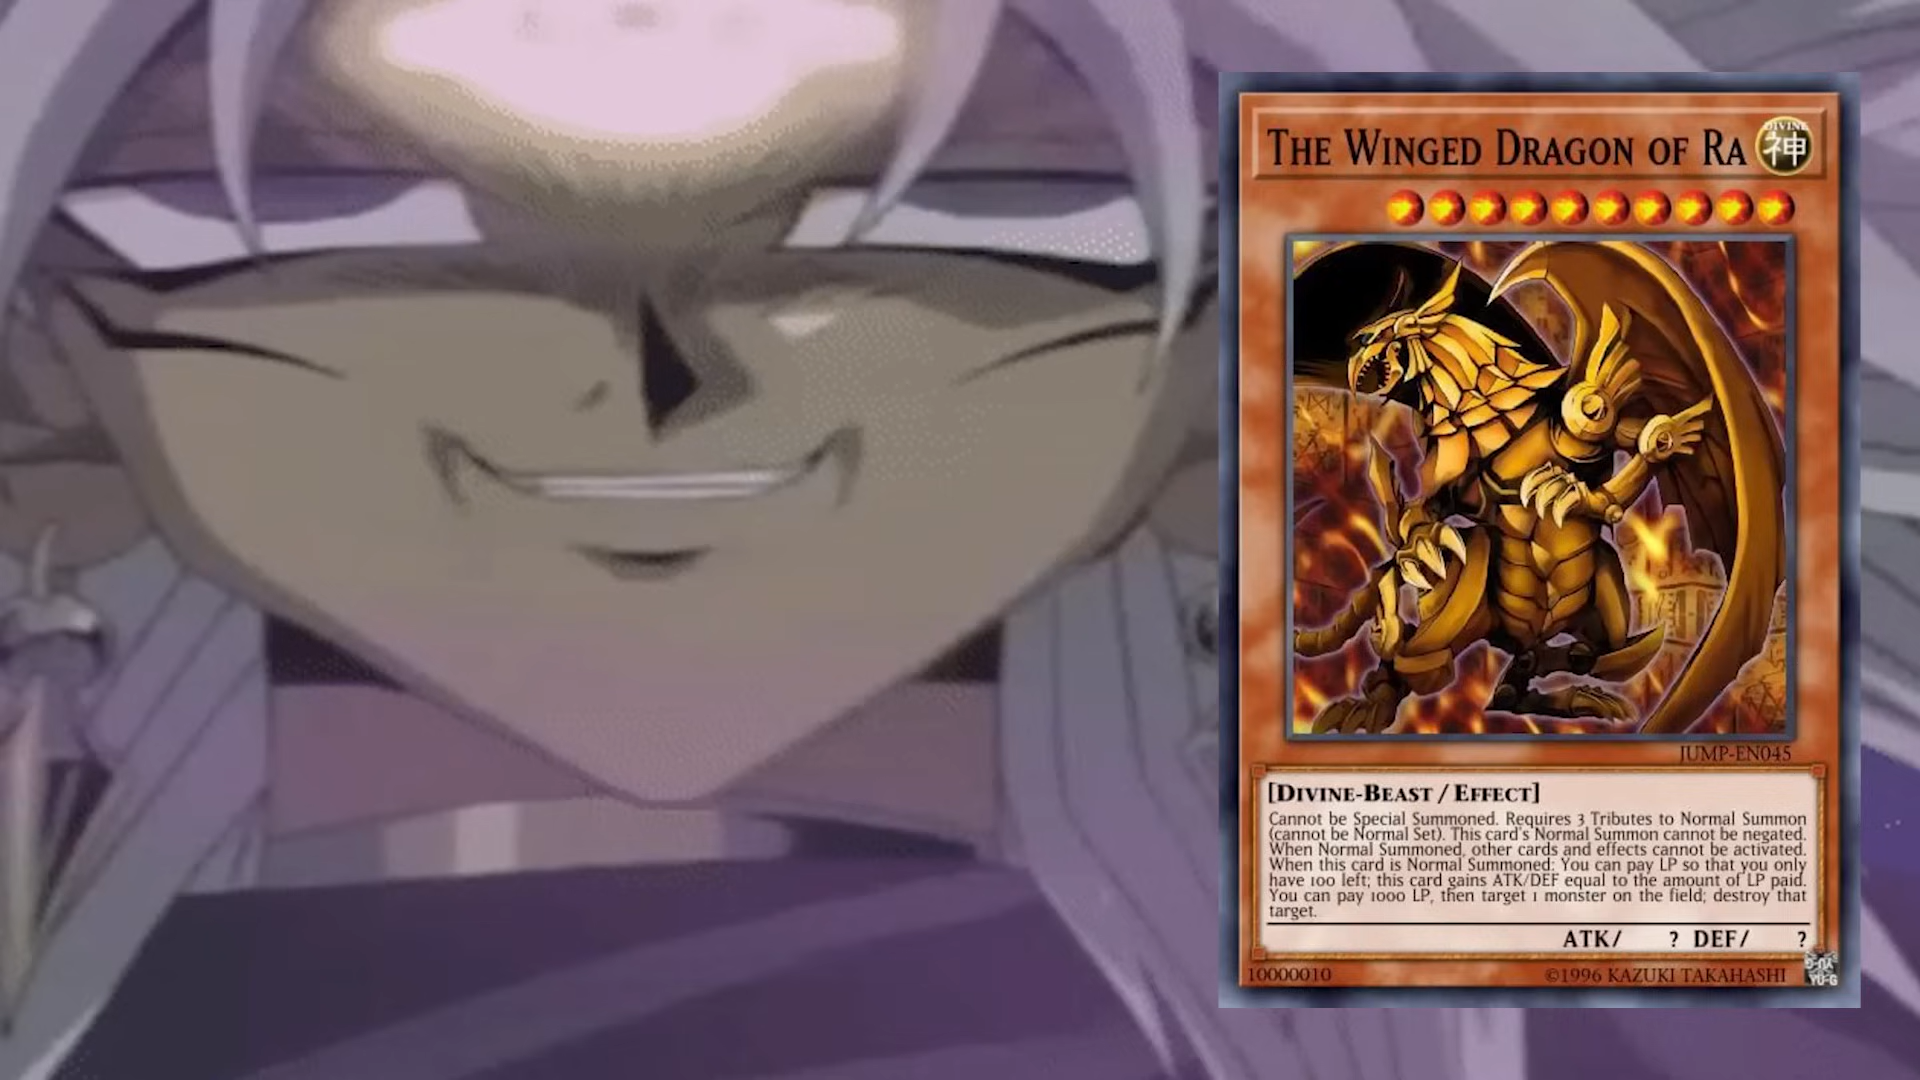 THE WINGED DRAGON OF RA
DIVINE
神
JUMP-EN045
[DIVINE-BEAST / EFFECT]
Cannot be Special Summoned. Requires 3 Tributes to Normal Summon
(cannot be Normal Set). This card's Normal Summon cannot be negated.
When Normal Summoned, other cards and effects cannot be activated.
When this card is Normal Summoned: You can pay LP so that you only
have 100 left; this card gains ATK/DEF equal to the amount of LP paid.
You can pay 1000 LP, then target 1 monster on the field; destroy that
target.
ATK/ ? DEF/ ?
10000010
©1996 KAZUKI TAKAHASHI